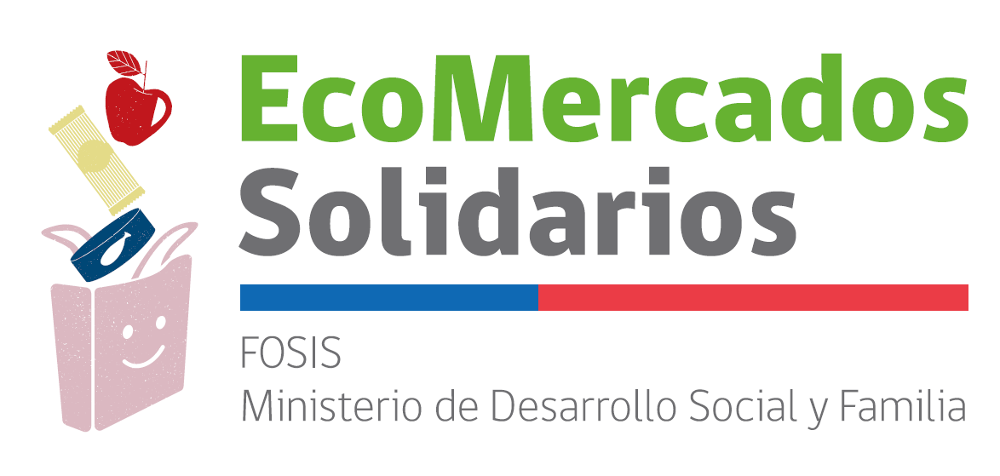 EcoMercados
Solidarios
FOSIS
Ministerio de Desarrollo Social y Familia